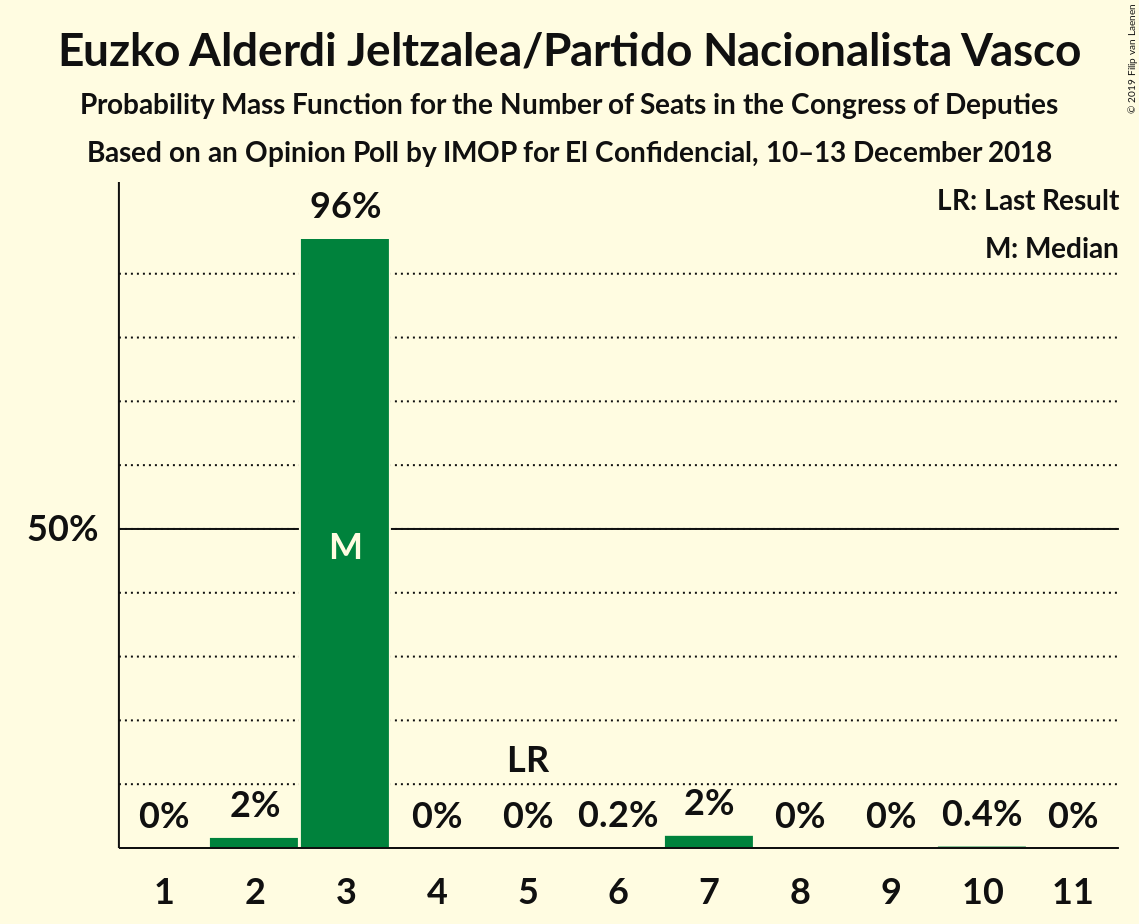 Euzko Alderdi Jeltzalea/Partido Nacionalista Vasco
Probability Mass Function for the Number of Seats in the Congress of Deputies
Based on an Opinion Poll by IMOP for El Confidencial, 10–13 December 2018
© 2019 Filip van Laenen
LR: Last Result
M: Median
96%
50%
M
LR
0% 2% 0% 0% 0.2% 2% 0% 0% 0.4% 0%
1 2 3 4 5 6 7 8 9 10 11